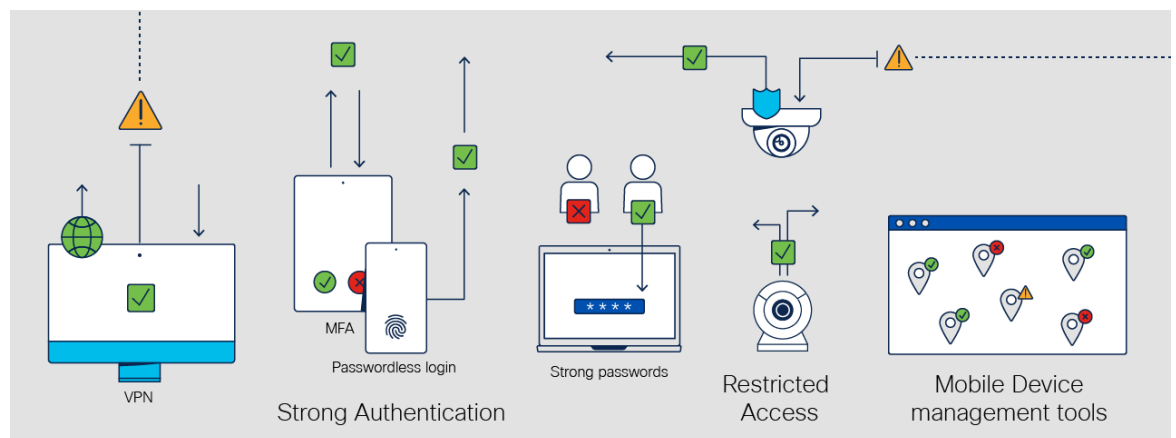 * * * *
MFA
Passwordless login
Strong passwords
VPN
Strong Authentication
Restricted
Access
Mobile Device
management tools